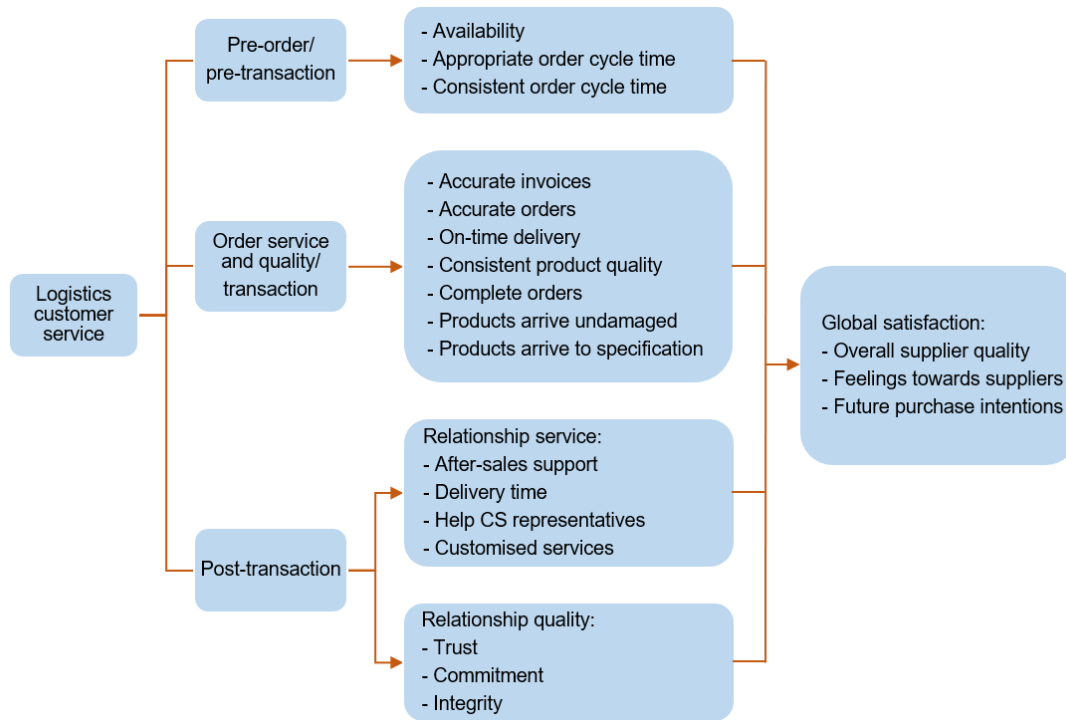 Logistics
customer
service
Pre-order/
pre-transaction
- Availability
- Appropriate order cycle time
- Consistent order cycle time
Order service
and quality/
transaction
- Accurate invoices
- Accurate orders
- On-time delivery
- Consistent product quality
- Complete orders
- Products arrive undamaged
- Products arrive to specification
Post-transaction
Relationship service:
- After-sales support
- Delivery time
- Help CS representatives
- Customised services
Relationship quality:
- Trust
- Commitment
- Integrity
Global satisfaction:
- Overall supplier quality
- Feelings towards suppliers
- Future purchase intentions